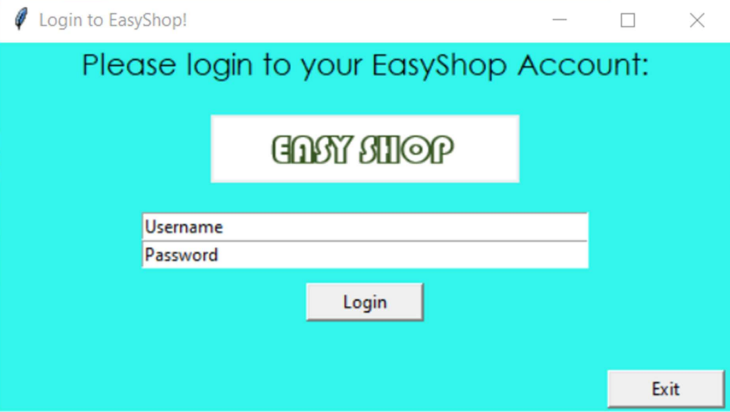 Login to EasyShop!
Please login to your EasyShop Account:
EASY SHOP
Username
Password
Login
Exit